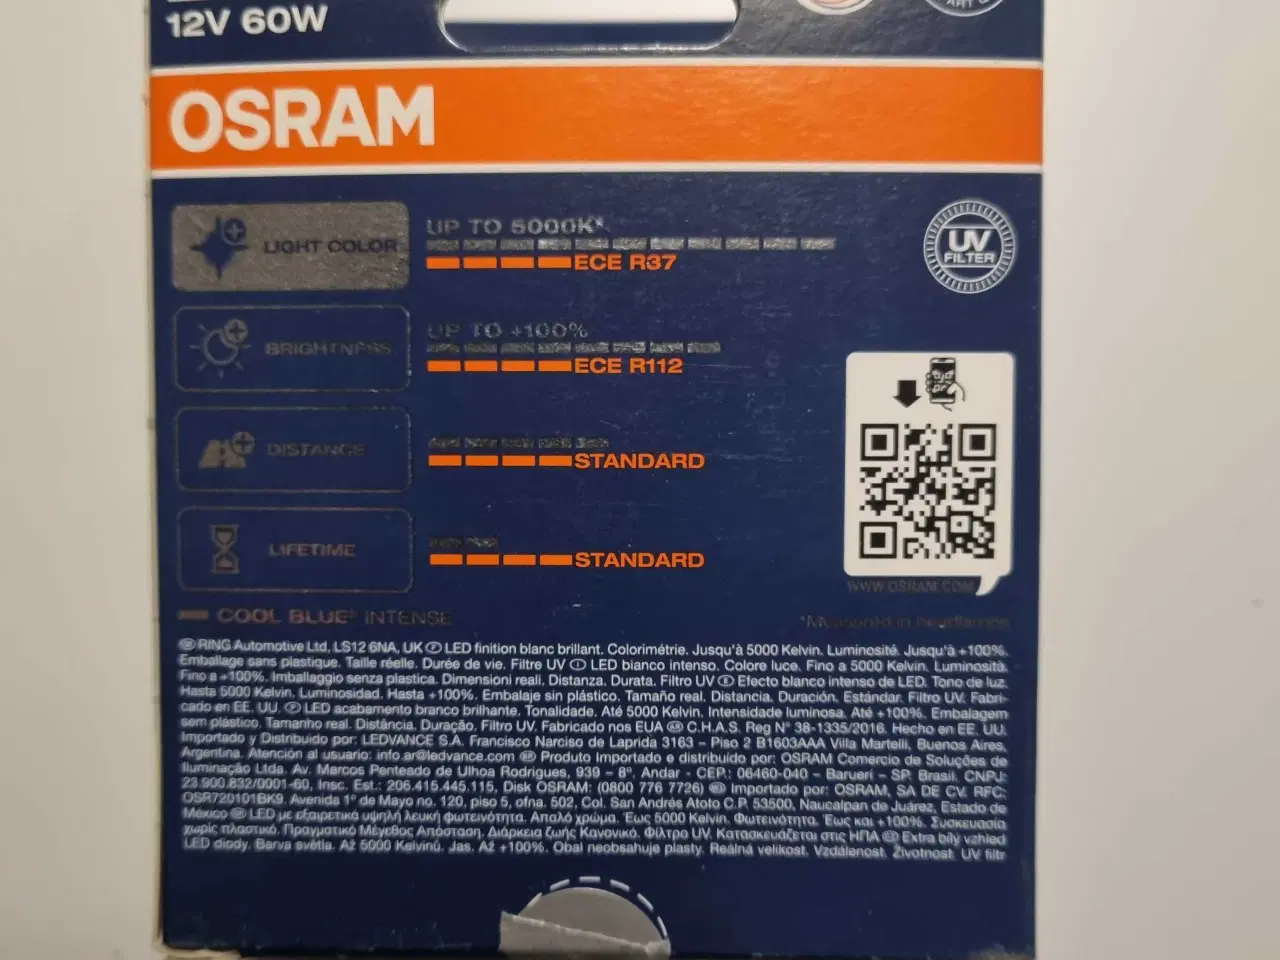 12V 60W
ART &
OSRAM
LIGHT COLOR
UP TO 5000K*
ECE R37
UV
FILTER
BRIGHTNESS
UP TO +100%
ECE R112
DISTANCE
STANDARD
LIFETIME
STANDARD
WWW.OSRAM.COM
COOL BLUE® INTENSE
*Measured in headlamps
RING Automotive Ltd, LS12 6NA, UK LED finition blanc brillant. Colorimétrie. Jusqu'à 5000 Kelvin. Luminosité. Jusqu'à +100%.
Emballage sans plastique. Taille réelle. Durée de vie. Filtre UV LED bianco intenso. Colore luce. Fino a 5000 Kelvin. Luminosità.
Fino a +100%. Imballaggio senza plastica. Dimensioni reali. Distanza. Durata. Filtro UV Efecto blanco intenso de LED. Tono de luz.
Hasta 5000 Kelvin. Luminosidad. Hasta +100%. Embalaje sin plástico. Tamaño real. Distancia. Duración. Estándar. Filtro UV. Fabri-
cado en EE. UU. LED acabamento branco brilhante. Tonalidade. Até 5000 Kelvin. Intensidade luminosa. Até +100%. Embalagem
sem plástico. Tamanho real. Distância. Duração. Filtro UV. Fabricado nos EUA C.H.A.S. Reg N° 38-1335/2016. Hecho en EE. UU.
Importado y Distribuido por: LEDVANCE S.A. Francisco Narciso de Laprida 3163 – Piso 2 B1603AAA Villa Martelli, Buenos Aires,
Argentina. Atención al usuario: info.ar@ledvance.com Produto Importado e distribuído por: OSRAM Comercio de Soluções de
Iluminação Ltda. Av. Marcos Penteado de Ulhoa Rodrigues, 939 – 8°. Andar - CEP.: 06460-040 – Barueri – SP. Brasil. CNPJ:
23.900.832/0001-60, Insc. Est.: 206.415.445.115, Disk OSRAM: (0800 776 7726) Importado por: OSRAM, SA DE CV. RFC:
OSR720101BK9. Avenida 1° de Mayo no. 120, piso 5, ofna. 502, Col. San Andrés Atoto C.P. 53500, Naucalpan de Juárez, Estado de
México LED με εξαιρετικά υψηλή λευκή φωτεινότητα. Απαλό χρώμα. Έως 5000 Kelvin. Φωτεινότητα. Έως και +100%. Συσκευασία
χωρίς πλαστικό. Πραγματικό Μέγεθος Απόσταση. Διάρκεια ζωής Κανονικό. Φίλτρο UV. Κατασκευάζεται στις ΗΠΑ Extra bílý vzhled
LED diody. Barva světla. Až 5000 Kelvinů. Jas. Až +100%. Obal neobsahuje plasty. Reálná velikost. Vzdálenost. Životnost. UV filtr